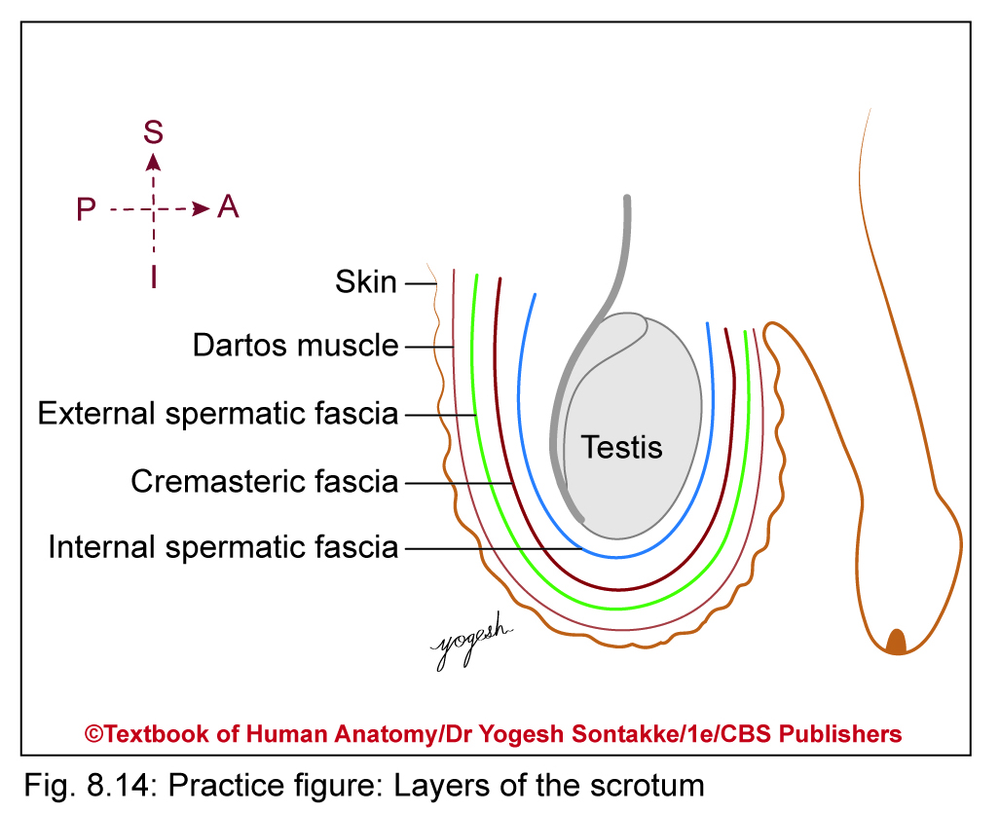 S
P A
I
Skin
Dartos muscle
External spermatic fascia
Cremasteric fascia
Internal spermatic fascia
Testis
yogesh
©Textbook of Human Anatomy/Dr Yogesh Sontakke/1e/CBS Publishers
Fig. 8.14: Practice figure: Layers of the scrotum